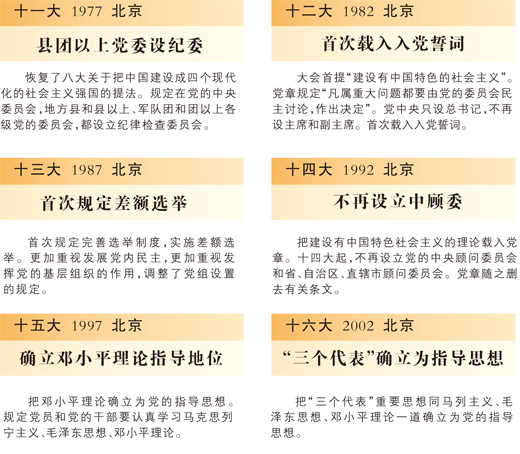 十一大 1977 北京
县团以上党委设纪委
恢复了八大关于把中国建设成四个现代
化的社会主义强国的提法。规定在党的中央
委员会,地方县和县以上、军队团和团以上各
级党的委员会,都设立纪律检查委员会。
十二大 1982 北京
首次载入入党誓词
大会首提“建设有中国特色的社会主义”。
党章规定“凡属重大问题都要由党的委员会民
主讨论,作出决定”。党中央只设总书记,不再
设主席和副主席。首次载入入党誓词。
十三大 1987 北京
首次规定差额选举
首次规定完善选举制度,实施差额选
举。更加重视发展党内民主,更加重视发
挥党的基层组织的作用,调整了党组设置
的规定。
十四大 1992 北京
不再设立中顾委
把建设有中国特色社会主义的理论载入党
章。十四大起,不再设立党的中央顾问委员会
和省、自治区、直辖市顾问委员会。党章随之删
去有关条文。
十五大 1997 北京
确立邓小平理论指导地位
把邓小平理论确立为党的指导思想。
规定党员和党的干部要认真学习马克思列
宁主义、毛泽东思想、邓小平理论。
十六大 2002 北京
“三个代表”确立为指导思想
把“三个代表”重要思想同马列主义、毛
泽东思想、邓小平理论一道确立为党的指导
思想。